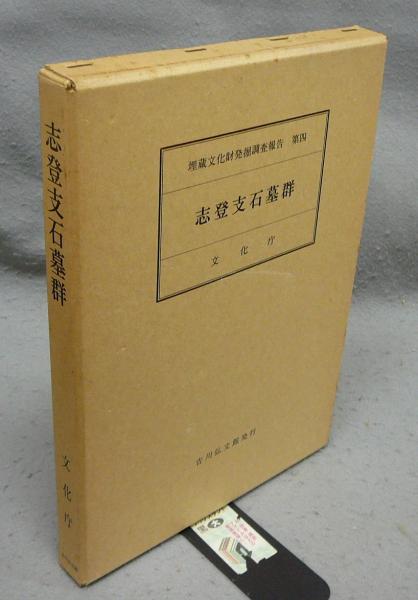 埋蔵文化財発掘調査報告 第四
志登支石墓群
文化庁
吉川弘文館発行
志登支石墓群
文化庁